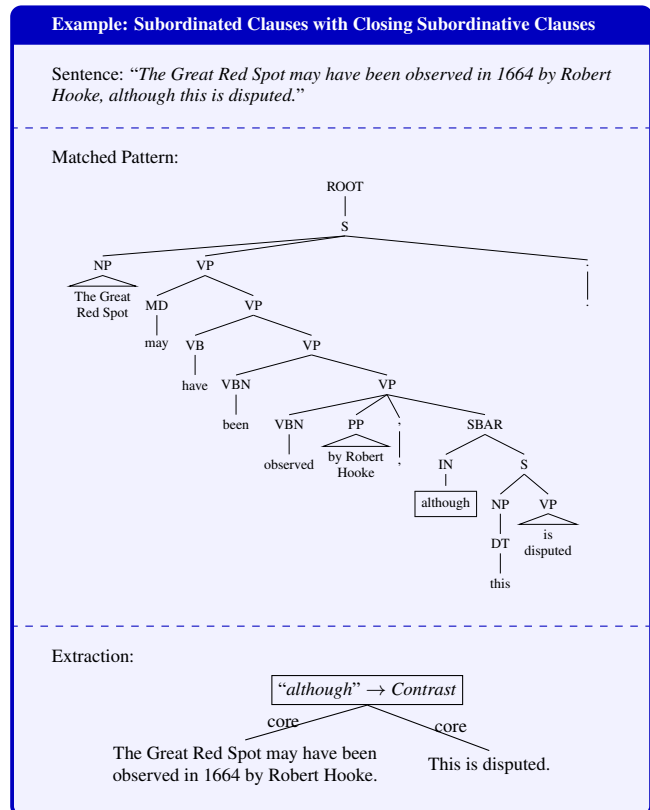 Example: Subordinated Clauses with Closing Subordinative Clauses
Sentence: “The Great Red Spot may have been observed in 1664 by Robert
Hooke, although this is disputed.”
Matched Pattern:
ROOT
S
NP VP .
The Great
Red Spot
MD VP .
may VB VP
have VBN VP
been VBN PP , SBAR
observed by Robert
Hooke
, IN S
although NP VP
DT is
disputed
this
Extraction:
“although” → Contrast
core core
The Great Red Spot may have been
observed in 1664 by Robert Hooke.
This is disputed.